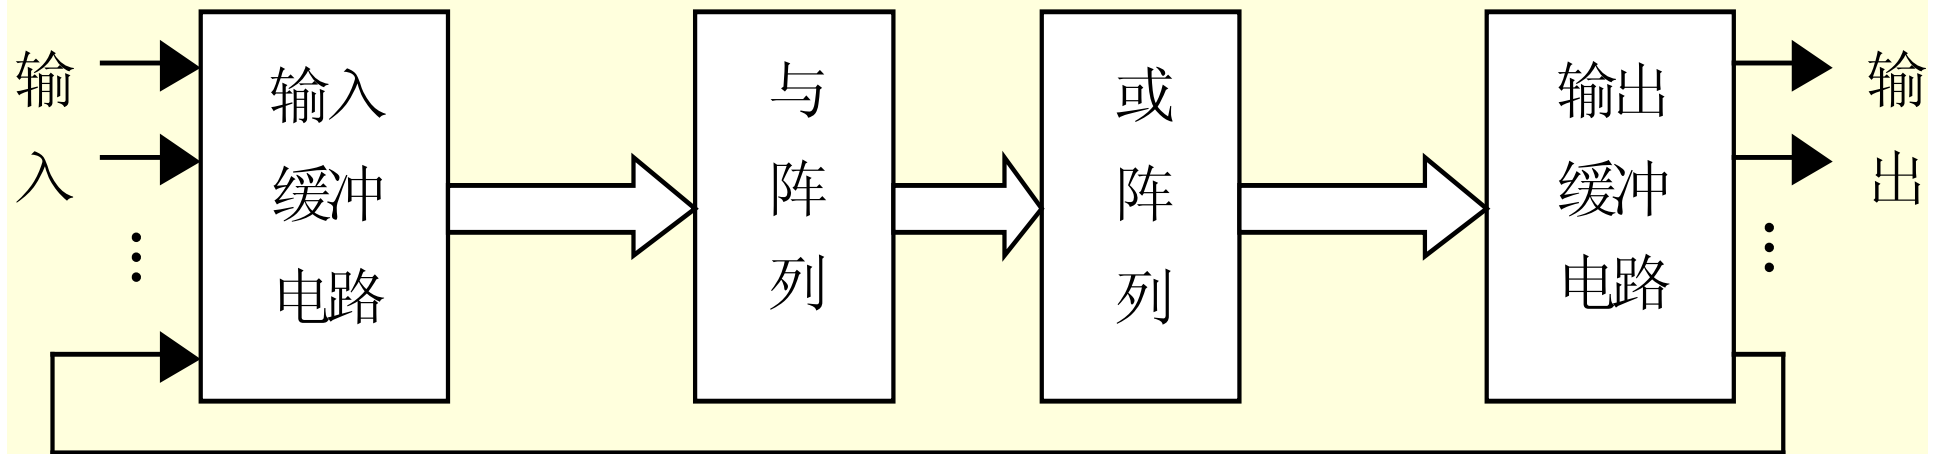 输
入
输入
缓冲
电路
与
阵
列
或
阵
列
输出
缓冲
电路
输
出